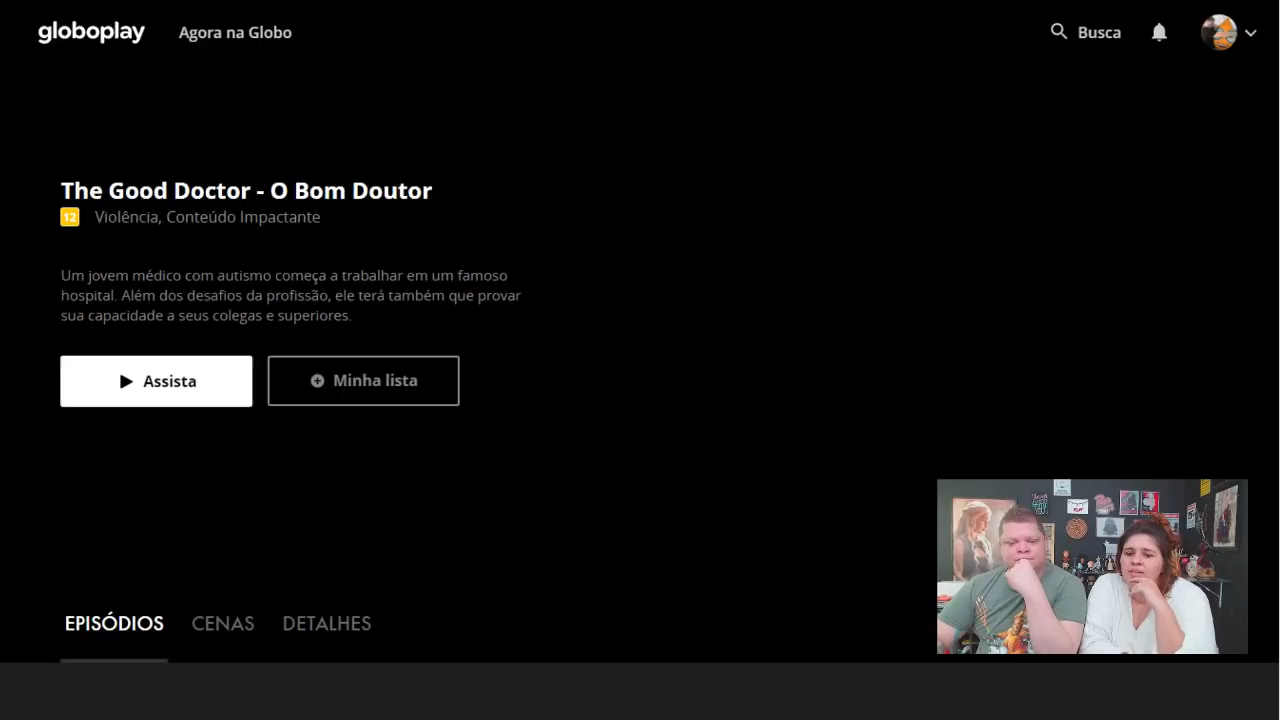 globoplay
Agora na Globo
Busca
The Good Doctor - O Bom Doutor
12 Violência, Conteúdo Impactante
Um jovem médico com autismo começa a trabalhar em um famoso
hospital. Além dos desafios da profissão, ele terá também que provar
sua capacidade a seus colegas e superiores.
Assista
Minha lista
EPISÓDIOS
CENAS
DETALHES